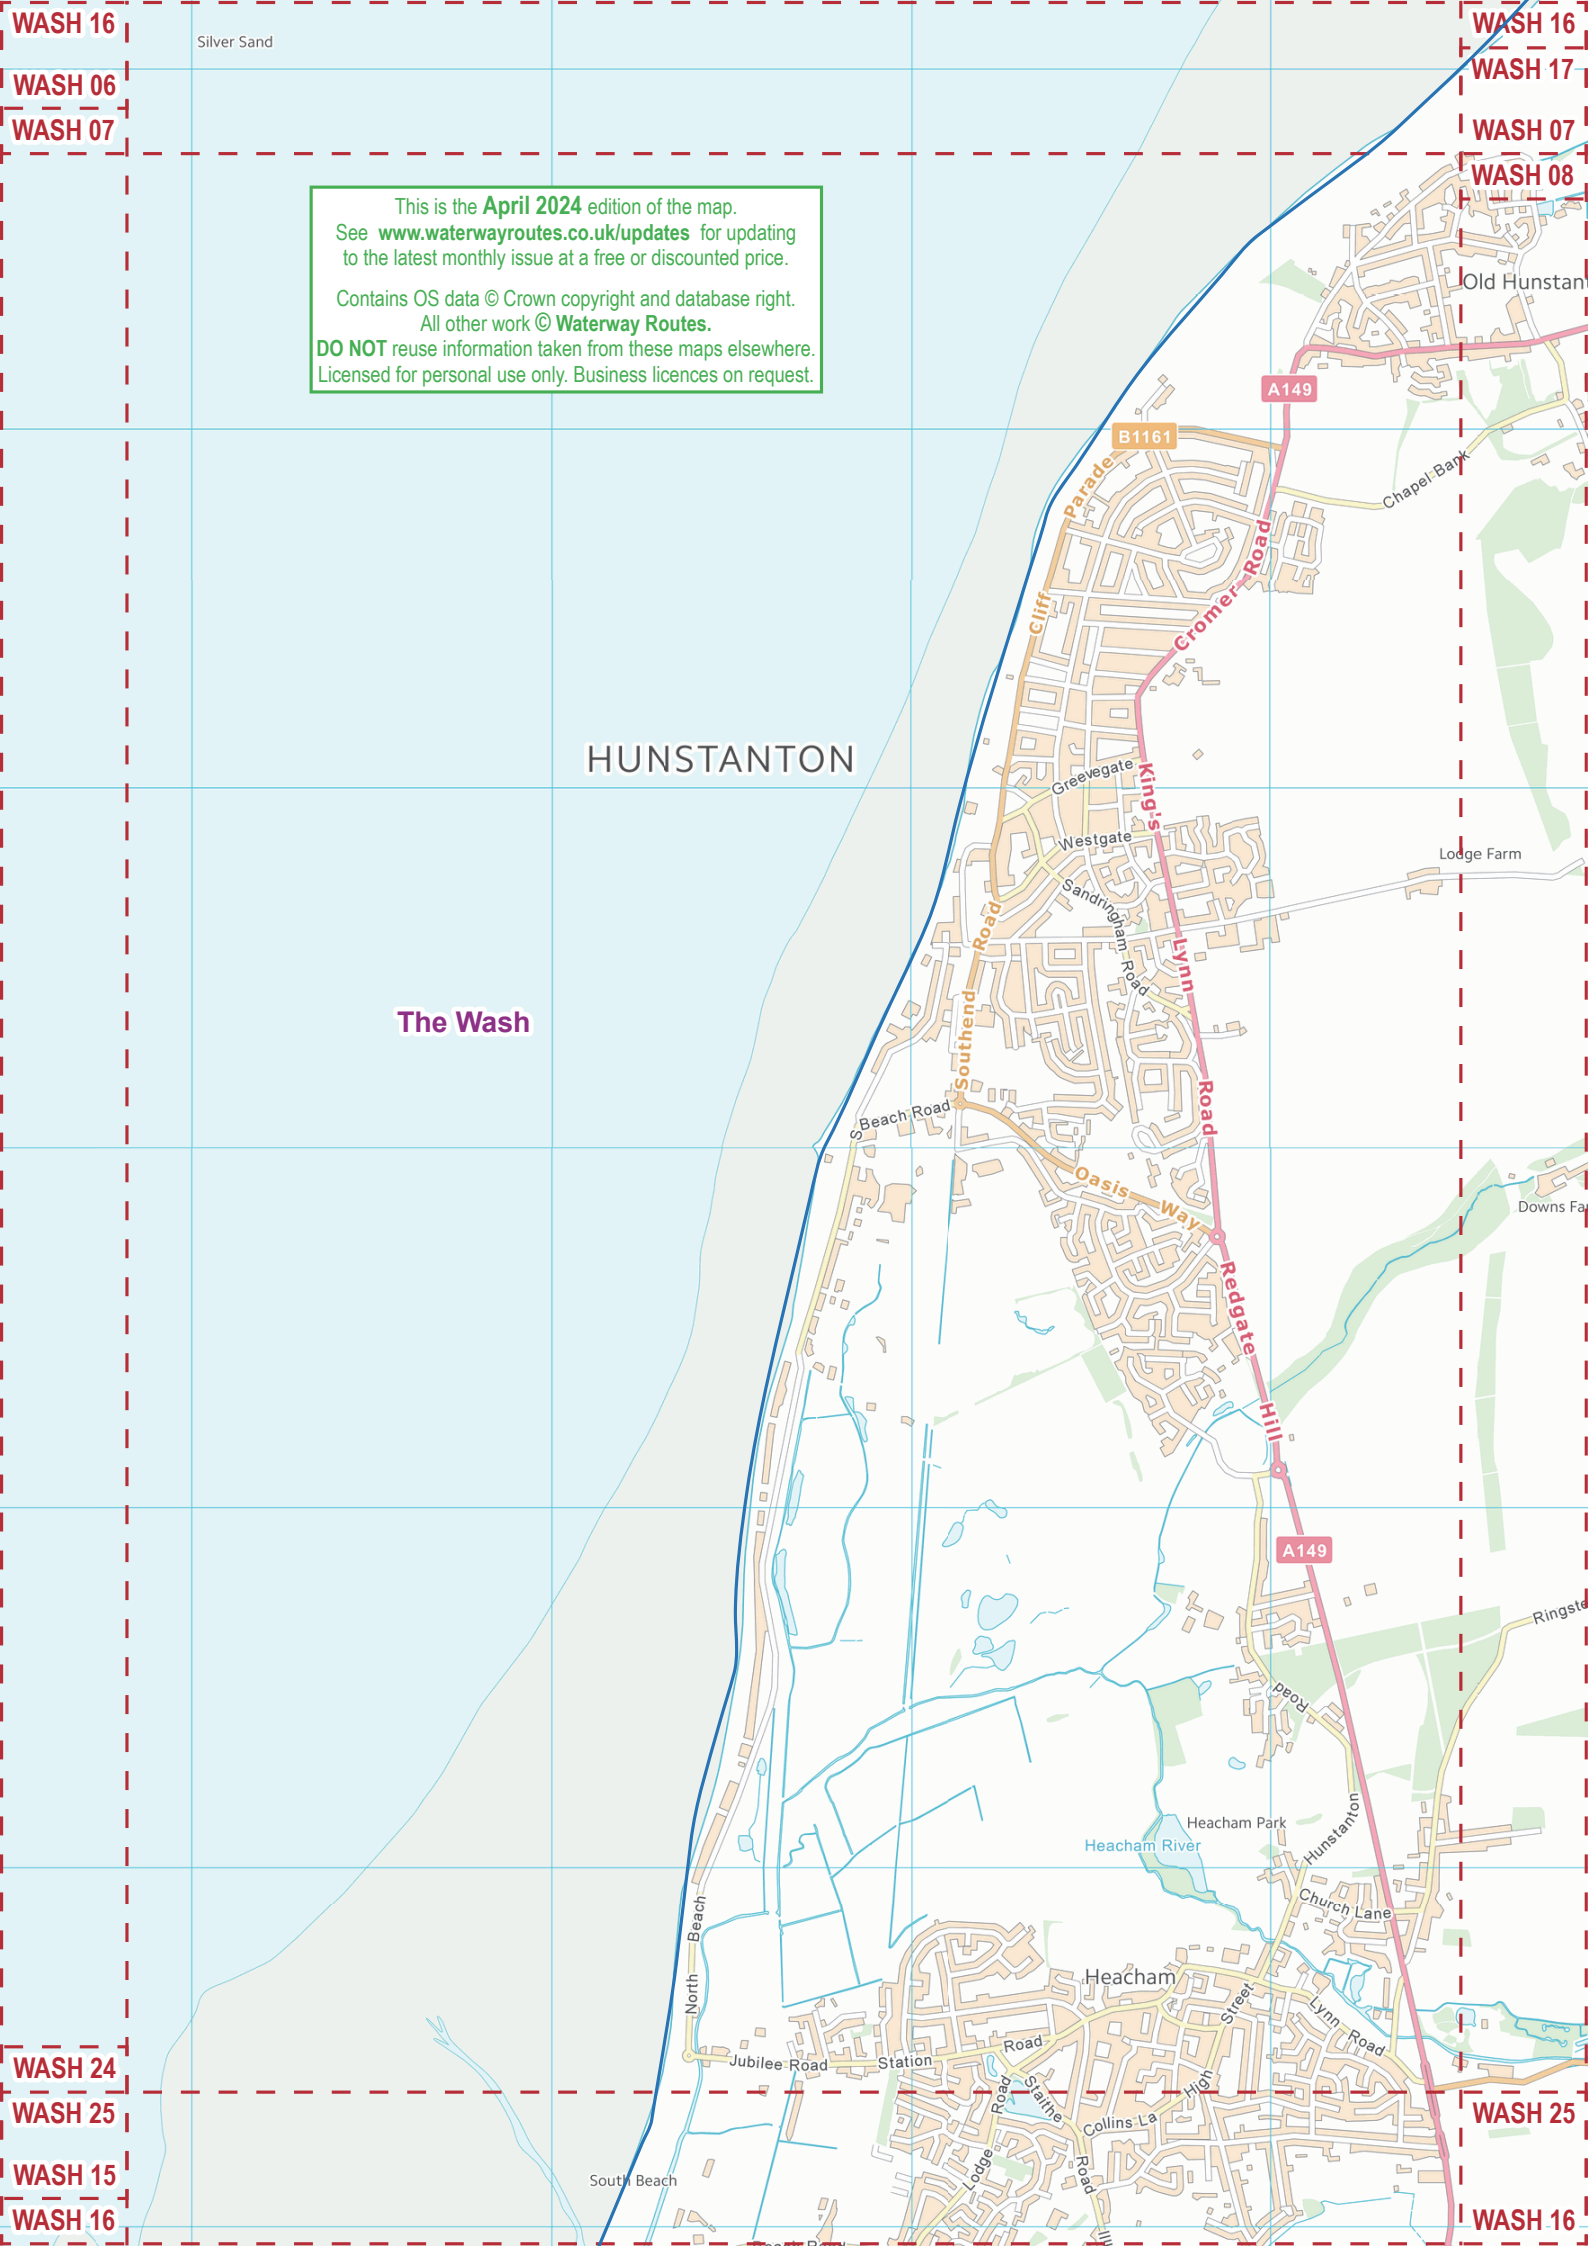 WASH 16
Silver Sand
WASH 16
WASH 06
WASH 17
WASH 07
WASH 07
WASH 08
This is the April 2024 edition of the map.
See www.waterwayroutes.co.uk/updates for updating
to the latest monthly issue at a free or discounted price.
Contains OS data © Crown copyright and database right.
All other work © Waterway Routes.
DO NOT reuse information taken from these maps elsewhere.
Licensed for personal use only. Business licences on request.
Old Hunstan
A149
B1161
Chapel Bank
Cliff Parade
Cromer Road
HUNSTANTON
Greevegate
King's Lynn Road
Westgate
Lodge Farm
Sandringham Road
Southend Road
The Wash
S Beach Road
Oasis Way
Downs Fa
Redgate Hill
A149
Ringste
Hunstanton Road
Heacham Park
Heacham River
Church Lane
North Beach
Heacham
Lynn Road
High Street
Jubilee Road
Station Road
WASH 24
WASH 25
WASH 25
Staithe Road
Collins La
Lodge Road
WASH 15
South Beach
WASH 16
WASH 16